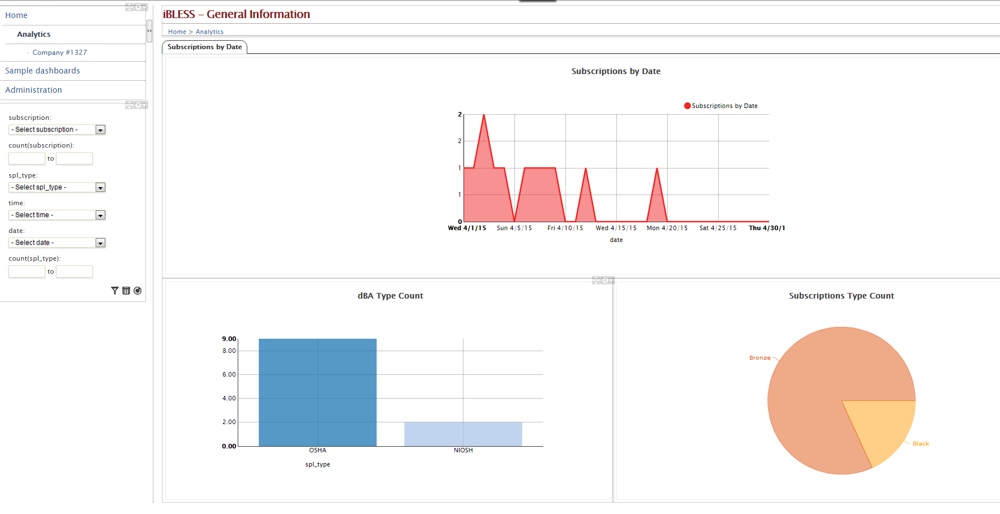 Home
Analytics
· Company #1327
Sample dashboards
Administration
subscription:
- Select subscription -
count(subscription):
to
spl_type:
- Select spl_type -
time:
- Select time -
date:
- Select date -
count(spl_type):
to
iBLESS – General Information
Home > Analytics
Subscriptions by Date
Subscriptions by Date
Subscriptions by Date
2
2
1
1
0
Wed 4/1/15 Sun 4/5/15 Fri 4/10/15 Wed 4/15/15 Mon 4/20/15 Sat 4/25/15 Thu 4/30/1
date
dBA Type Count
9.00
8.00
6.00
4.00
2.00
0.00
OSHA NIOSH
spl_type
Subscriptions Type Count
Bronze
Black